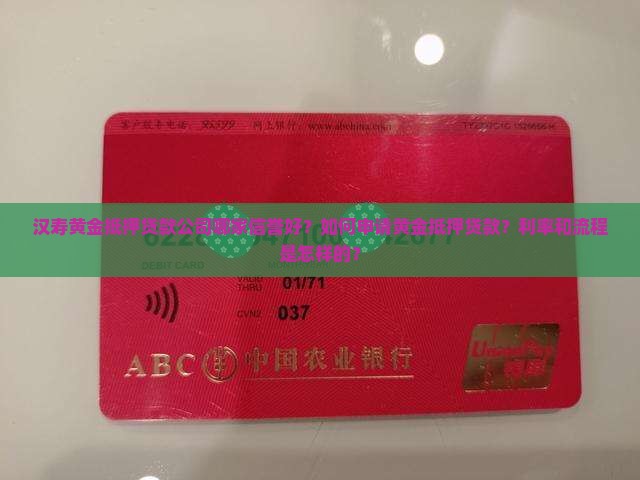 客户服务电话：95599 网上银行：www.abchina.com
汉寿黄金抵押贷款公司哪家信誉好？如何申请黄金抵押贷款？利率和流程
是怎样的？
DEBIT CARD
VALID
THRU 01/71
CVN2 037
ABC 中国农业银行
UnionPay
银联